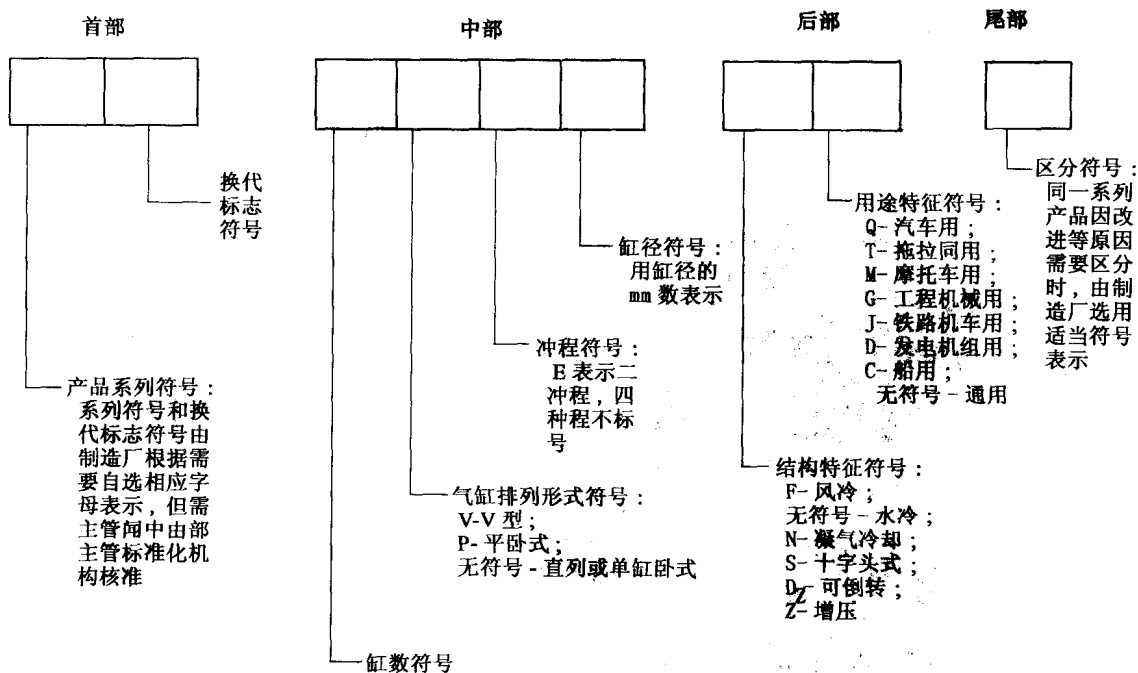 首部
中部
后部
尾部
换代
标志
符号
产品系列符号：
系列符号和换
代标志符号由
制造厂根据需
要自选相应字
母表示，但需
主管闻中由部
主管标准化机
构核准
缸径符号：
用缸径的
mm 数表示
冲程符号：
E 表示二
冲程，四
种程不标
号
气缸排列形式符号：
V-V 型；
P-平卧式；
无符号-直列或单缸卧式
缸数符号
用途特征符号：
Q-汽车用；
T-拖拉同用；
M-摩托车用；
G-工程机械用；
J-铁路机车用；
D-发电机组用；
C-船用；
无符号-通用
结构特征符号：
F-风冷；
无符号-水冷；
N-凝气冷却；
S-十字头式；
DZ-可倒转；
Z-增压
区分符号：
同一系列
产品因改
进等原因
需要区分
时，由制
造厂选用
适当符号
表示